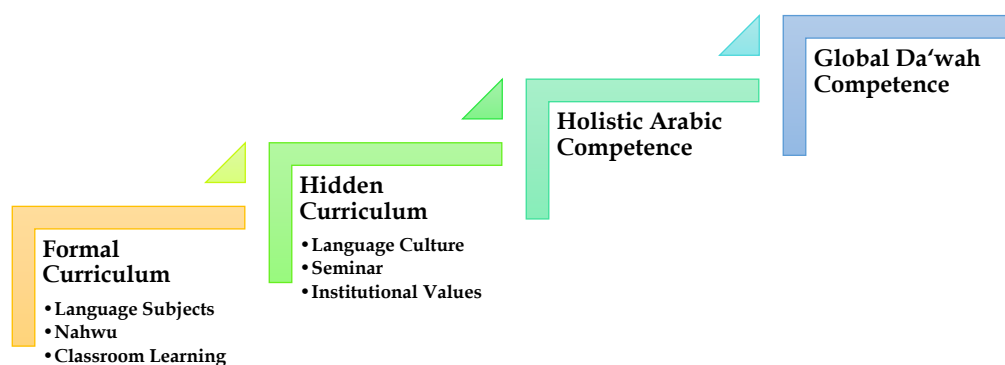 Formal
Curriculum
•Language Subjects
•Nahwu
•Classroom Learning
Hidden
Curriculum
•Language Culture
•Seminar
•Institutional Values
Holistic Arabic
Competence
Global Da‘wah
Competence